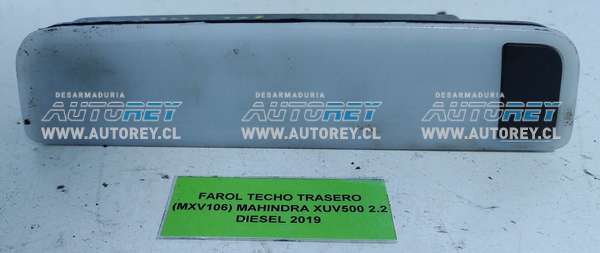 DESARMADURIA DESARMADURIA DESARMADURIA
AUTOREY AUTOREY AUTOREY
WWW.AUTOREY.CL WWW.AUTOREY.CL WWW.AUTOREY.CL
FAROL TECHO TRASERO
(MXV106) MAHINDRA XUV500 2.2
DIESEL 2019